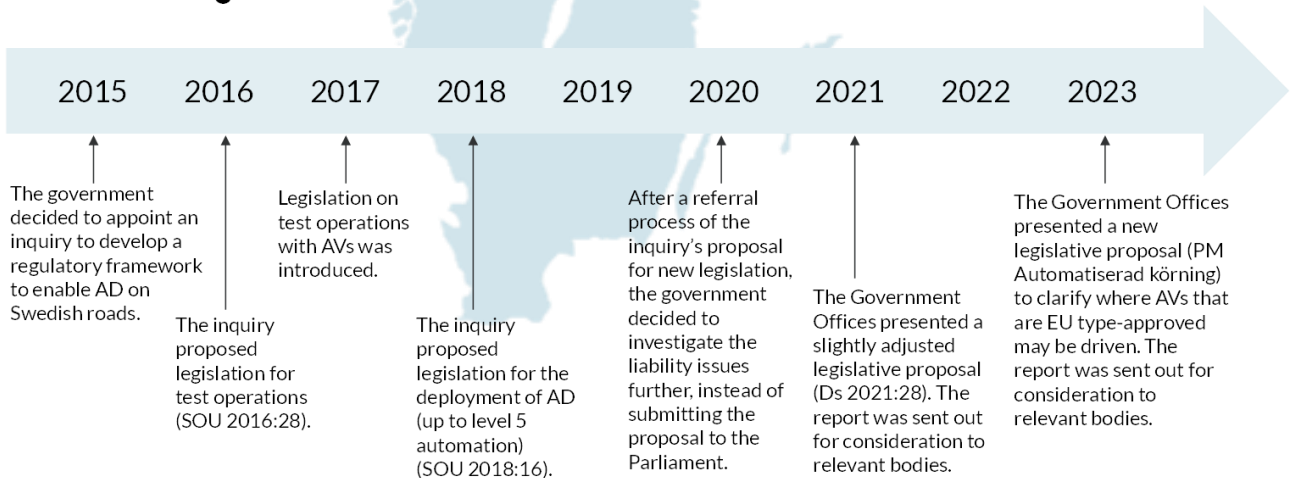 2015 2016 2017 2018 2019 2020 2021 2022 2023
The government
decided to appoint an
inquiry to develop a
regulatory framework
to enable AD on
Swedish roads.
The inquiry
proposed
legislation for
test operations
(SOU 2016:28).
Legislation on
test operations
with AVs was
introduced.
The inquiry
proposed
legislation for the
deployment of AD
(up to level 5
automation)
(SOU 2018:16).
After a referral
process of the
inquiry's proposal
for new legislation,
the government
decided to
investigate the
liability issues
further, instead of
submitting the
proposal to the
Parliament.
The Government
Offices presented a
slightly adjusted
legislative proposal
(Ds 2021:28). The
report was sent out
for consideration to
relevant bodies.
The Government Offices
presented a new
legislative proposal (PM
Automatiserad körning)
to clarify where AVs that
are EU type-approved
may be driven. The
report was sent out for
consideration to
relevant bodies.